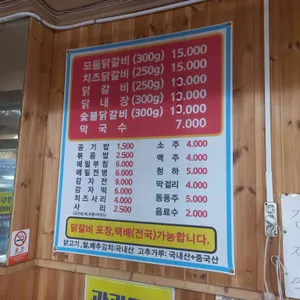 모듬닭갈비 (300g) 15.000
치즈닭갈비 (250g) 15.000
닭 갈 비 (250g) 13.000
닭 내 장 (300g) 13.000
숯불닭갈비 (300g) 13.000
막 국 수 7.000
공 기 밥 1.500
볶 음 밥 2.500
메밀부침 6.000
메밀전병 6.000
감 자 전 9.000
감 자 떡 6.000
치즈사리 4.000
사 리 2.500
소 주 4.000
맥 주 4.000
청 하 5.000
막걸리 4.000
동동주 5.000
음료수 2.000
닭갈비 포장,택배(전국)가능합니다.
닭고기,쌀,배추김치:국내산 고추가루: 국내산+중국산